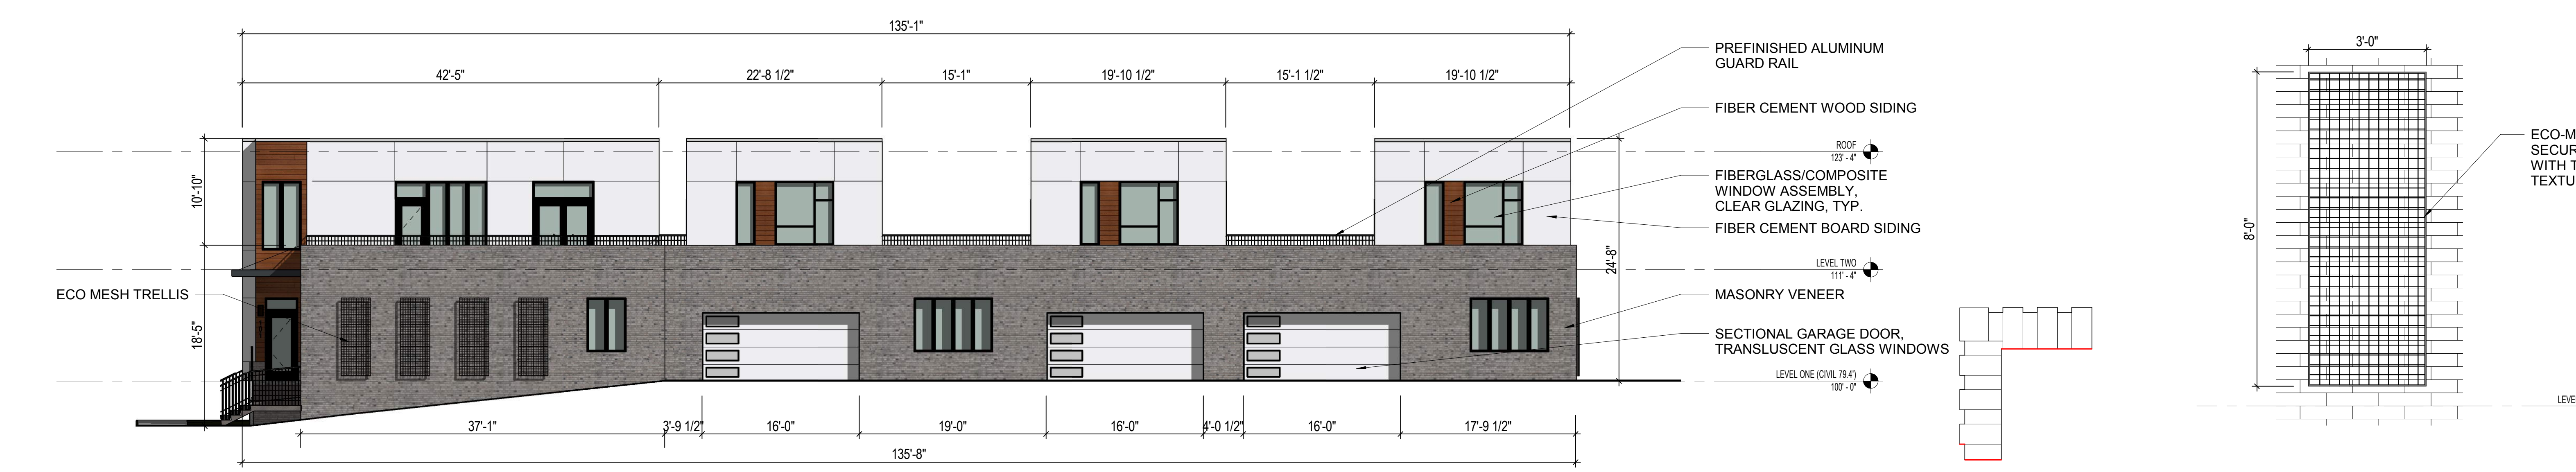 135'-1"
42'-5"
22'-8 1/2"
15'-1"
19'-10 1/2"
15'-1 1/2"
19'-10 1/2"
10'-10"
18'-5"
24'-8"
ECO MESH TRELLIS
PREFINISHED ALUMINUM
GUARD RAIL
FIBER CEMENT WOOD SIDING
ROOF
123' - 4"
FIBERGLASS/COMPOSITE
WINDOW ASSEMBLY,
CLEAR GLAZING, TYP.
FIBER CEMENT BOARD SIDING
LEVEL TWO
111' - 4"
MASONRY VENEER
SECTIONAL GARAGE DOOR,
TRANSLUSCENT GLASS WINDOWS
LEVEL ONE (CIVIL 79.4')
100' - 0"
37'-1"
3'-9 1/2"
16'-0"
19'-0"
16'-0"
4'-0 1/2"
16'-0"
17'-9 1/2"
135'-8"
3'-0"
8'-0"
ECO-M
SECUR
WITH T
TEXTU
LEVE